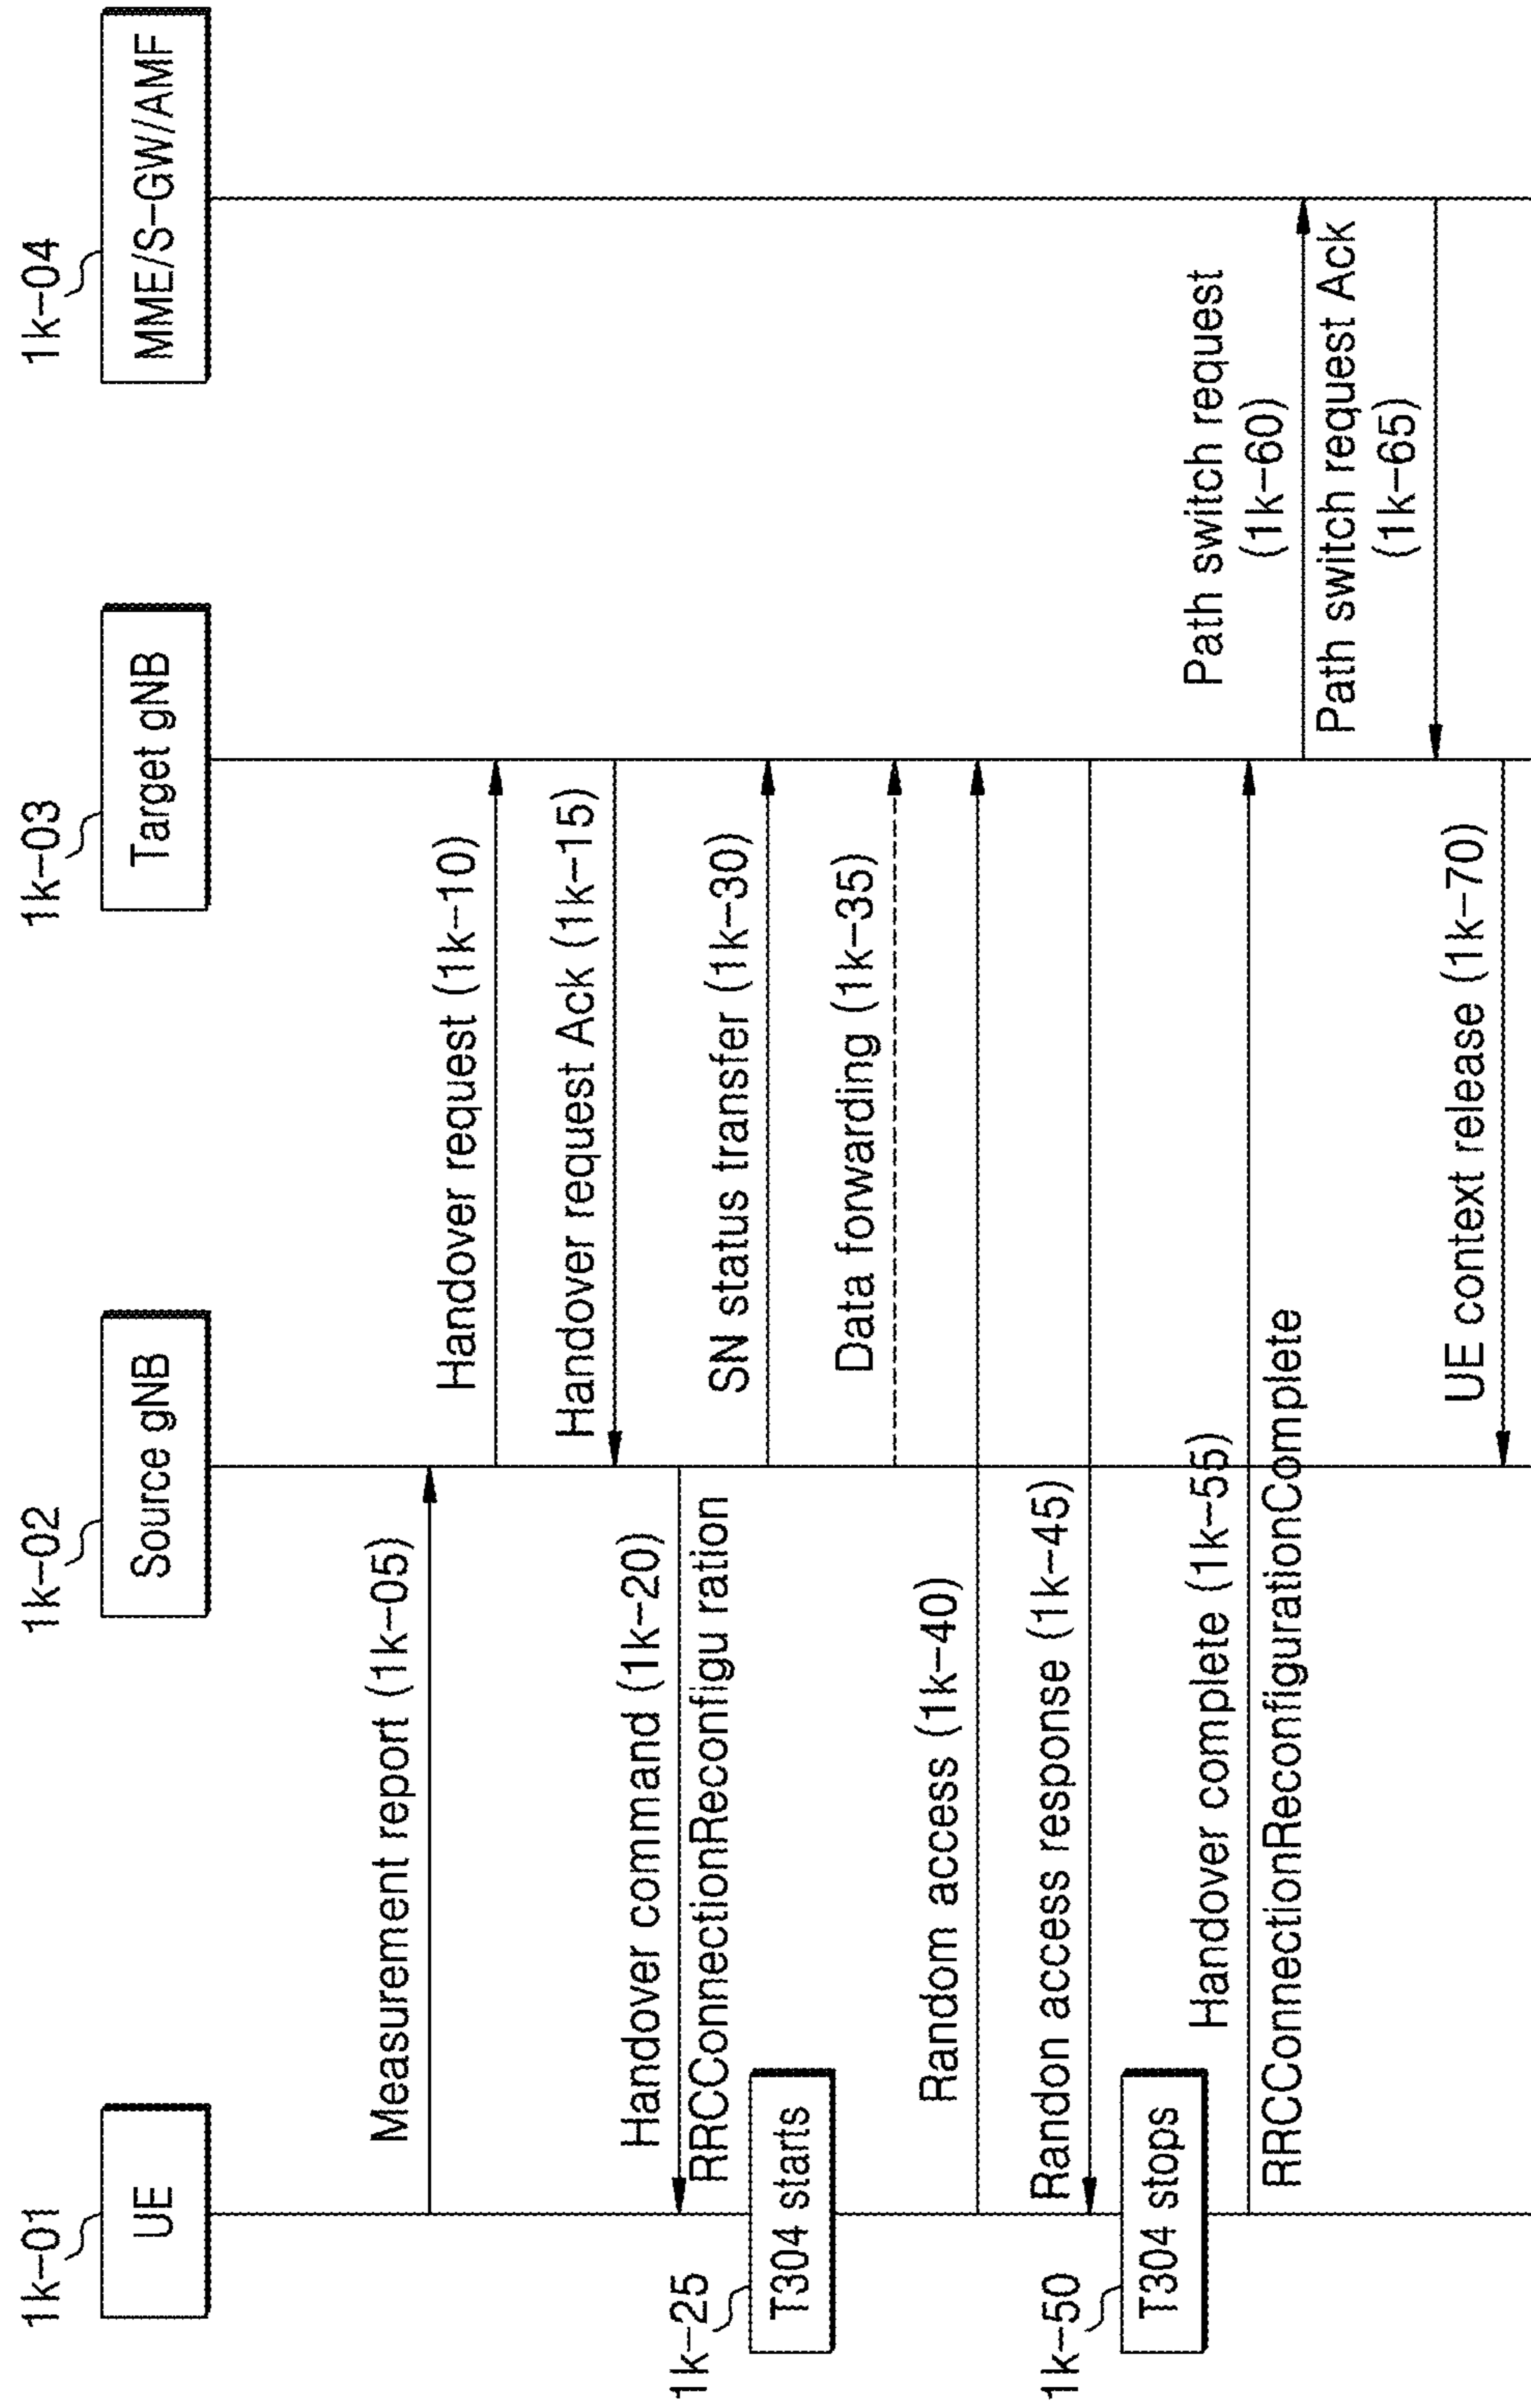 1k-01
UE
1k-02
Source gNB
1k-03
Target gNB
1k-04
MME/S-GW/AMF
Measurement report (1k-05)
Handover request (1k-10)
Handover request Ack (1k-15)
Handover command (1k-20)
RRCConnectionReconfigu ration
1k-25
T304 starts
SN status transfer (1k-30)
Data forwarding (1k-35)
Random access (1k-40)
Randon access response (1k-45)
1k-50
T304 stops
Handover complete (1k-55)
RRCConnectionReconfigurationComplete
Path switch request
(1k-60)
Path switch request Ack
(1k-65)
UE context release (1k-70)